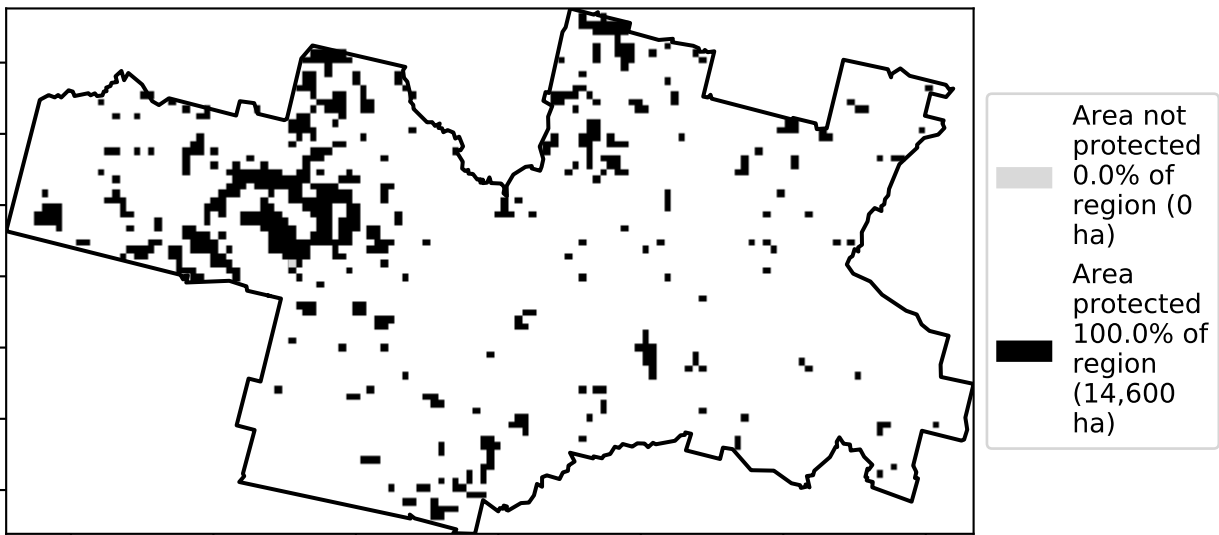 Area not
protected
0.0% of
region (0
ha)
Area
protected
100.0% of
region
(14,600
ha)